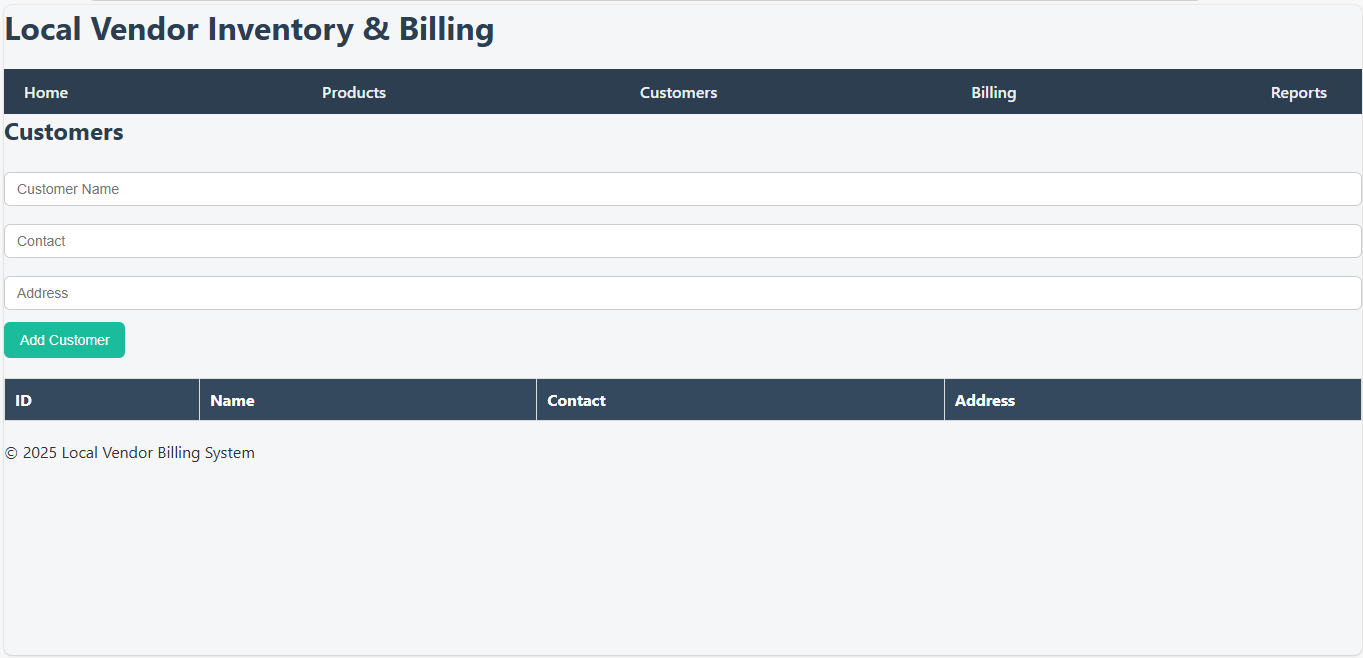 Local Vendor Inventory & Billing
Home Products Customers Billing Reports
Customers
Customer Name
Contact
Address
Add Customer
ID Name Contact Address
© 2025 Local Vendor Billing System